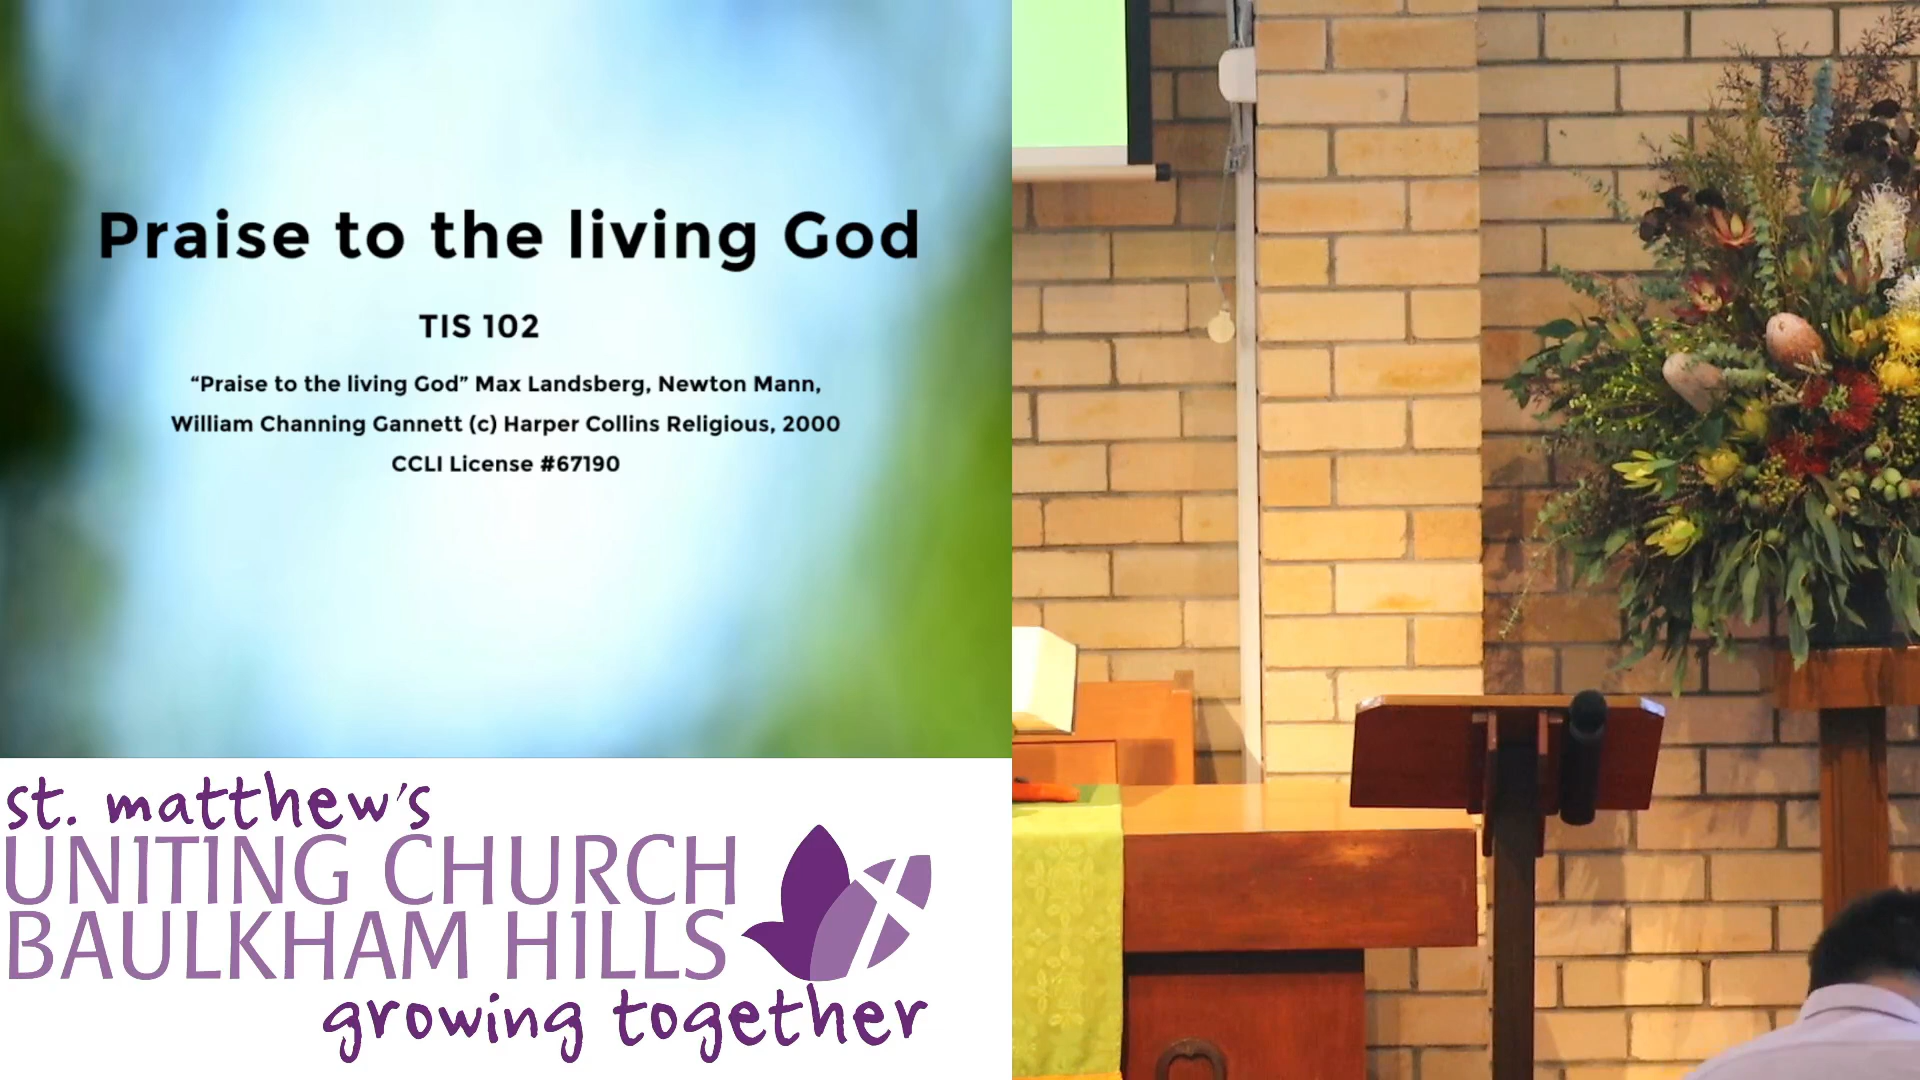 Praise to the living God
TIS 102
“Praise to the living God” Max Landsberg, Newton Mann,
William Channing Gannett (c) Harper Collins Religious, 2000
CCLI License #67190
st. matthew's
UNITING CHURCH
BAULKHAM HILLS
growing together